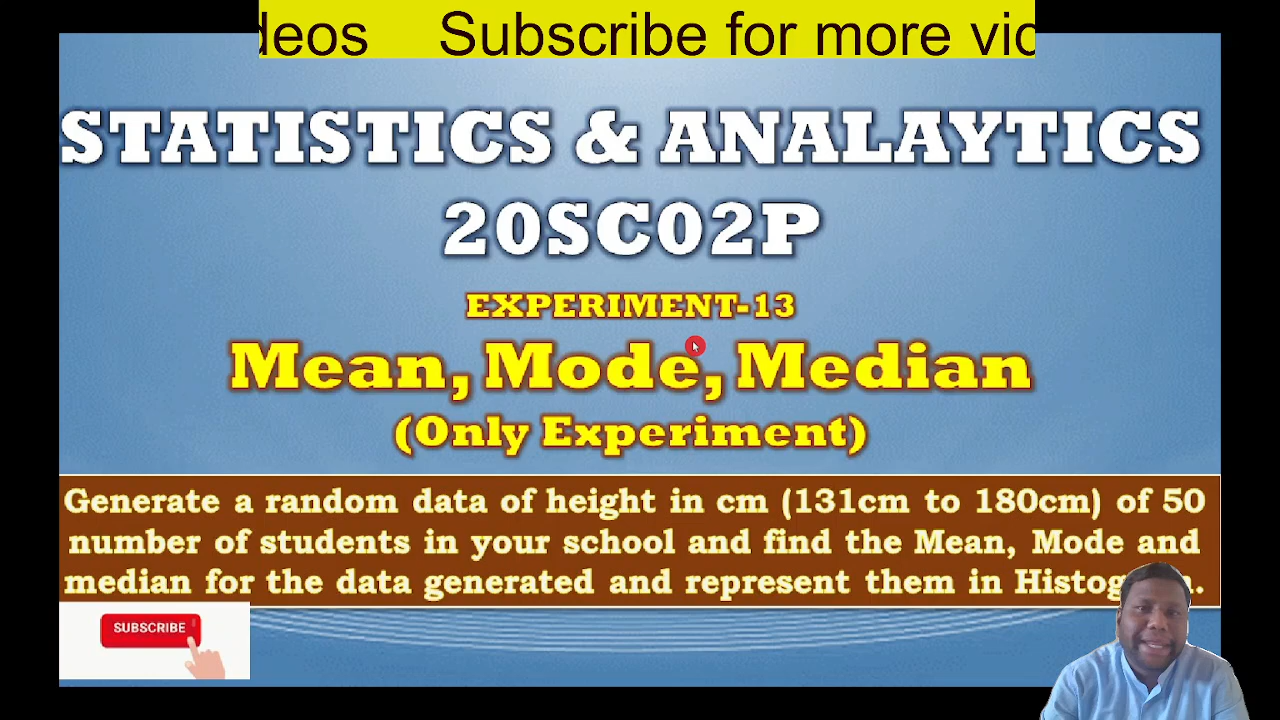 Subscribe for more
STATISTICS & ANALAYTICS
20SC02P
EXPERIMENT-13
Mean, Mode, Median
(Only Experiment)
Generate a random data of height in cm (131cm to 180cm) of 50
number of students in your school and find the Mean, Mode and
median for the data generated and represent them in
SUBSCRIBE